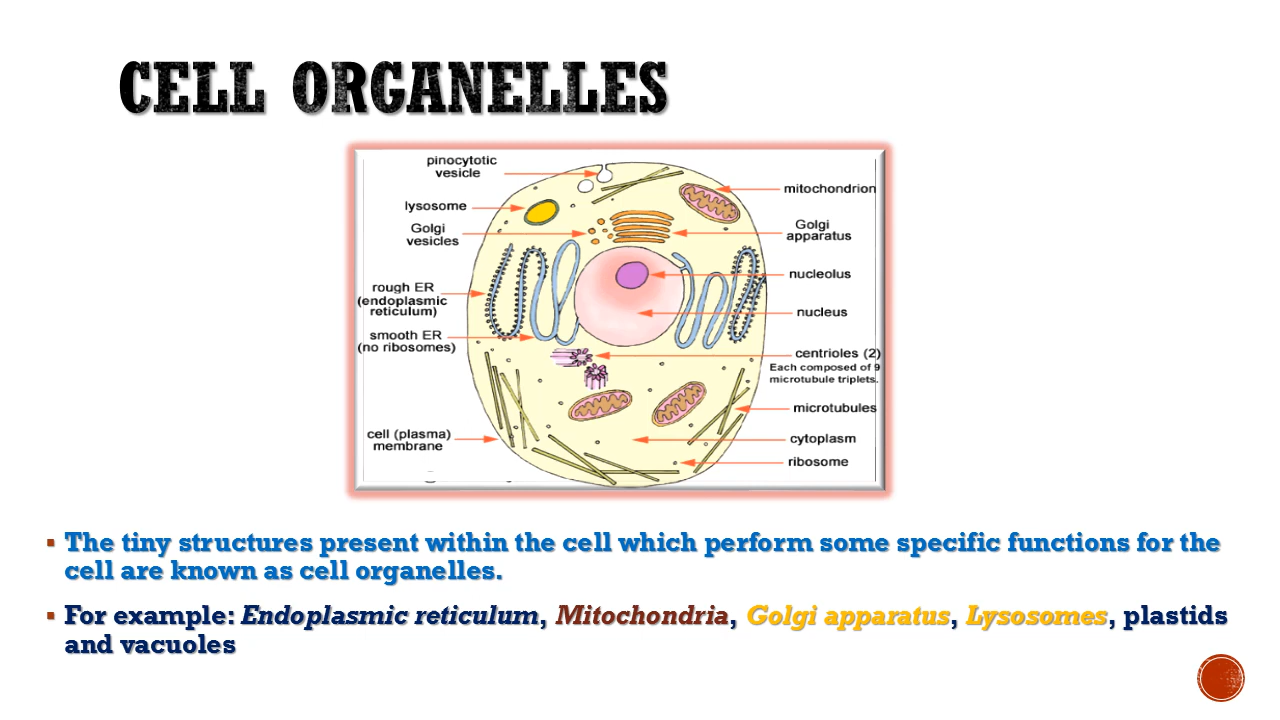 CELL ORGANELLES
pinocytotic
vesicle
lysosome
Golgi
vesicles
rough ER
(endoplasmic
reticulum)
smooth ER
(no ribosomes)
cell (plasma)
membrane
mitochondrion
Golgi
apparatus
nucleolus
nucleus
centrioles (2)
Each composed of 9
microtubule triplets.
microtubules
cytoplasm
ribosome
▪ The tiny structures present within the cell which perform some specific functions for the
cell are known as cell organelles.
▪ For example: Endoplasmic reticulum, Mitochondria, Golgi apparatus, Lysosomes, plastids
and vacuoles